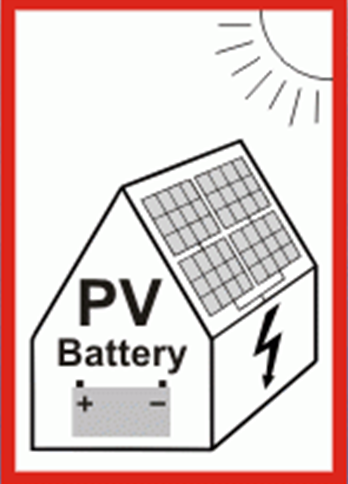 PV
Battery
+ −